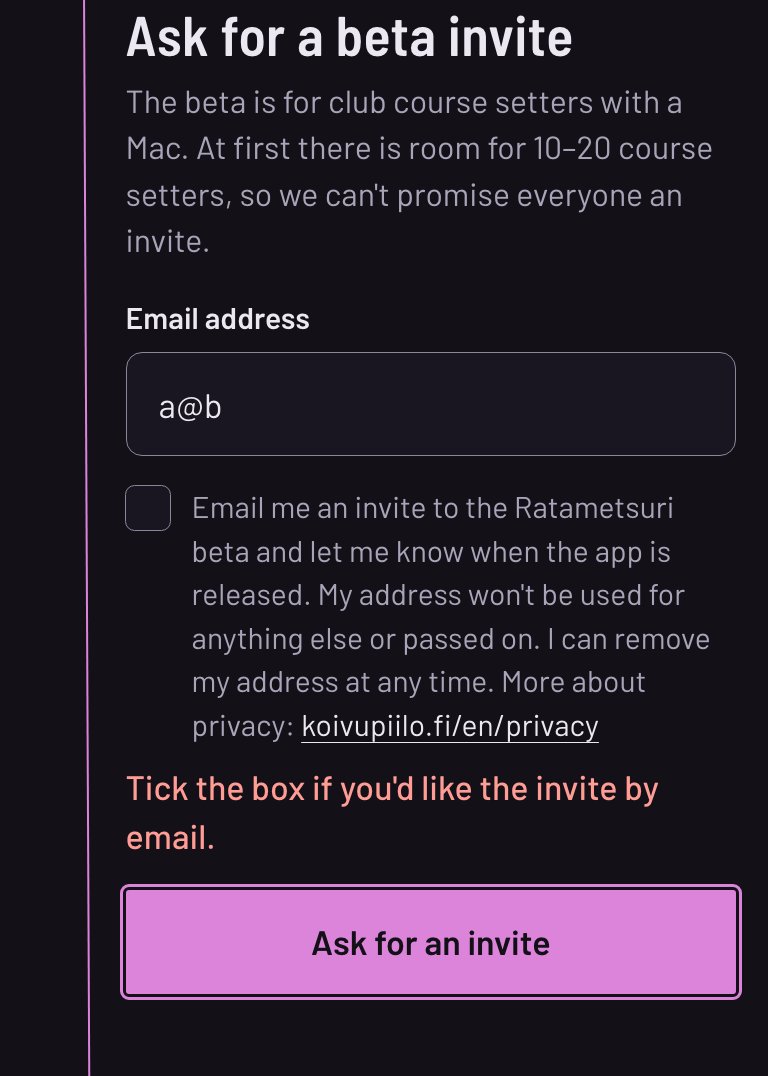 Ask for a beta invite
The beta is for club course setters with a
Mac. At first there is room for 10–20 course
setters, so we can't promise everyone an
invite.
Email address
a@b
Email me an invite to the Ratametsuri
beta and let me know when the app is
released. My address won't be used for
anything else or passed on. I can remove
my address at any time. More about
privacy: koivupiilo.fi/en/privacy
Tick the box if you'd like the invite by
email.
Ask for an invite